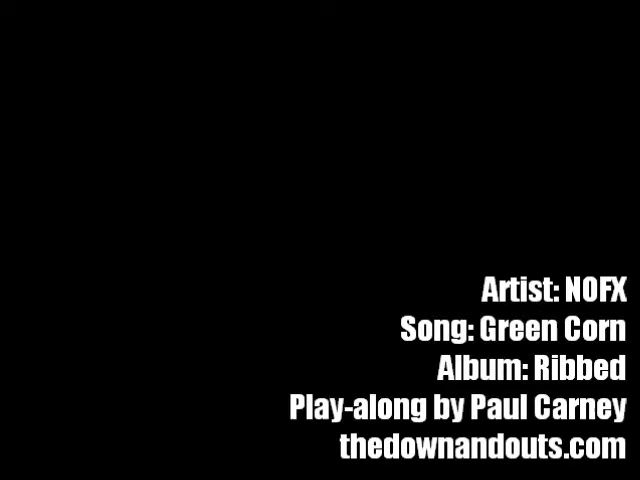 Artist: NOFX
Song: Green Corn
Album: Ribbed
Play-along by Paul Carney
thedownandouts.com